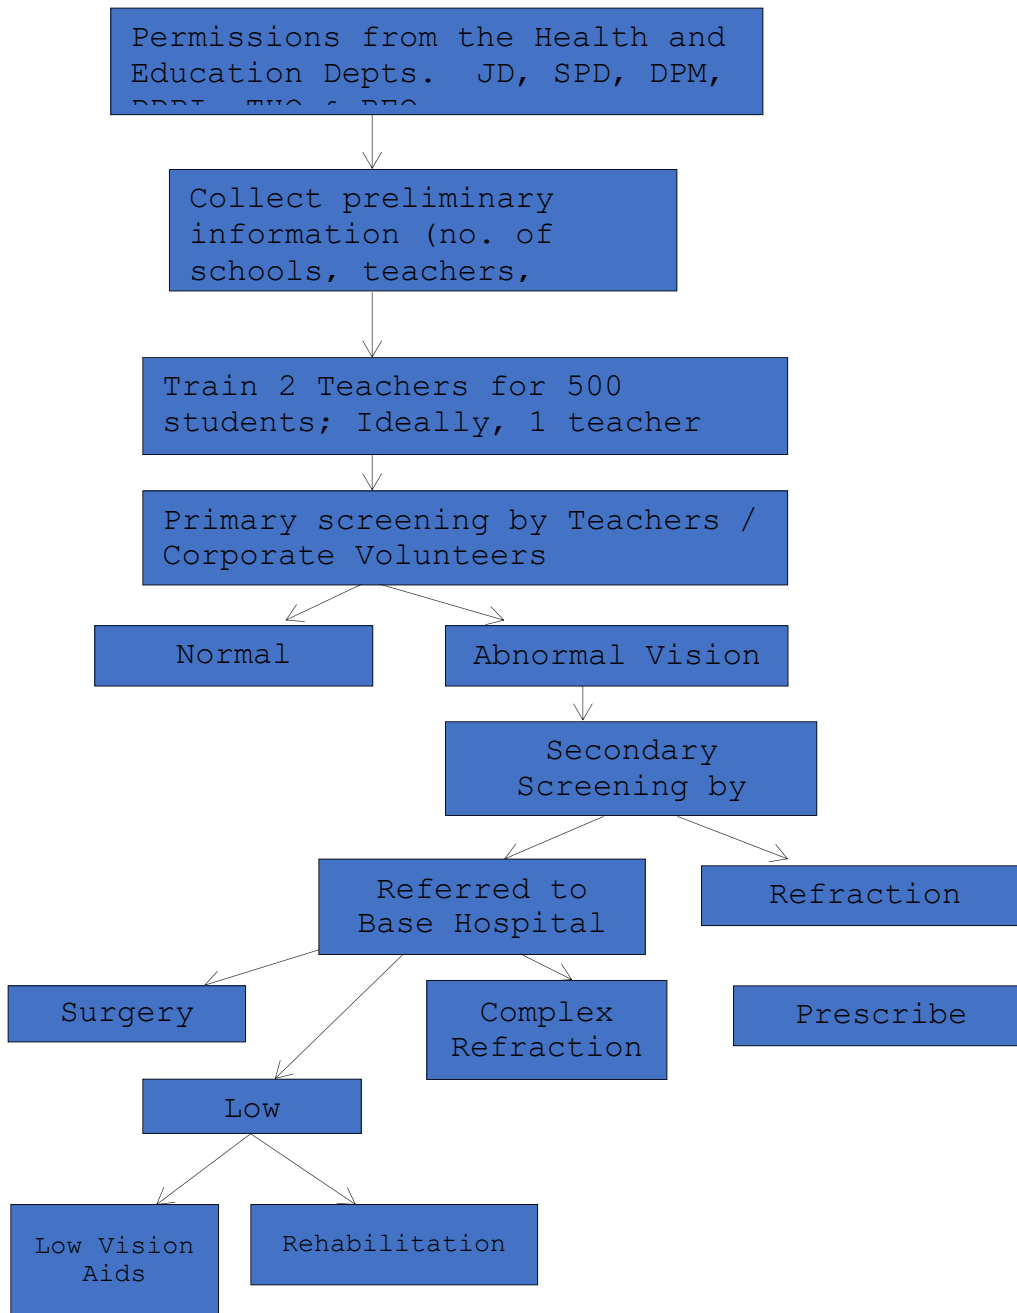 Permissions from the Health and
Education Depts. JD, SPD, DPM,
Collect preliminary
information (no. of
schools, teachers,
Train 2 Teachers for 500
students; Ideally, 1 teacher
Primary screening by Teachers /
Corporate Volunteers
Normal
Abnormal Vision
Secondary
Screening by
Referred to
Base Hospital
Refraction
Surgery
Complex
Refraction
Prescribe
Low
Low Vision
Aids
Rehabilitation